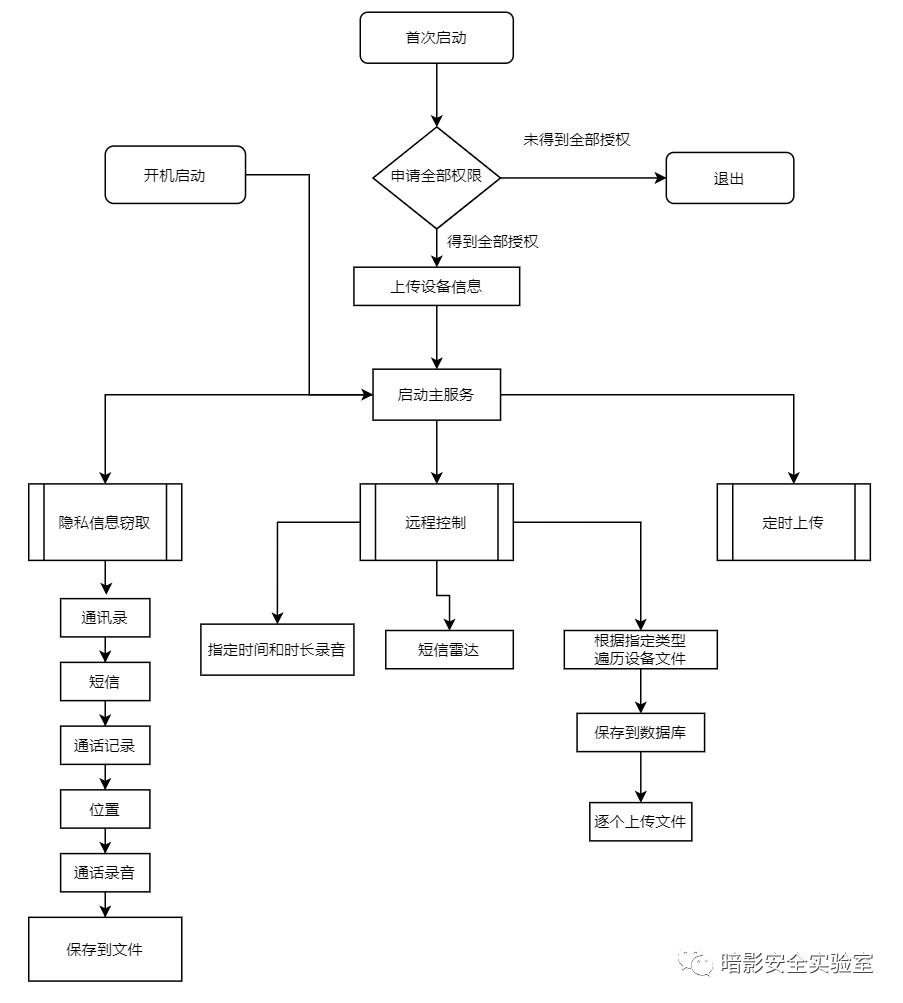 首次启动
未得到全部授权
开机启动
申请全部权限
退出
得到全部授权
上传设备信息
启动主服务
隐私信息窃取
远程控制
定时上传
通讯录
指定时间和时长录音
短信雷达
根据指定类型
遍历设备文件
短信
保存到数据库
通话记录
位置
逐个上传文件
通话录音
保存到文件
暗影安全实验室